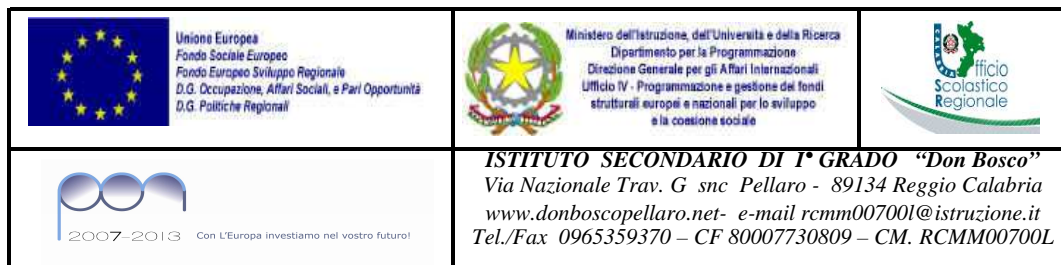 Unione Europea
Fondo Sociale Europeo
Fondo Europeo Sviluppo Regionale
D.G. Occupazione, Affari Sociali, e Pari Opportunità
D.G. Politiche Regionali
Ministero dell'Istruzione, dell'Università e della Ricerca
Dipartimento per la Programmazione
Direzione Generale per gli Affari Internazionali
Ufficio IV - Programmazione e gestione dei fondi
strutturali europei e nazionali per lo sviluppo
e la coesione sociale
Ufficio
Scolastico
Regionale
pon
2007-2013 Con L'Europa investiamo nel vostro futuro!
ISTITUTO SECONDARIO DI I° GRADO “Don Bosco”
Via Nazionale Trav. G snc Pellaro - 89134 Reggio Calabria
www.donboscopellaro.net- e-mail rcmm00700l@istruzione.it
Tel./Fax 0965359370 – CF 80007730809 – CM. RCMM00700L